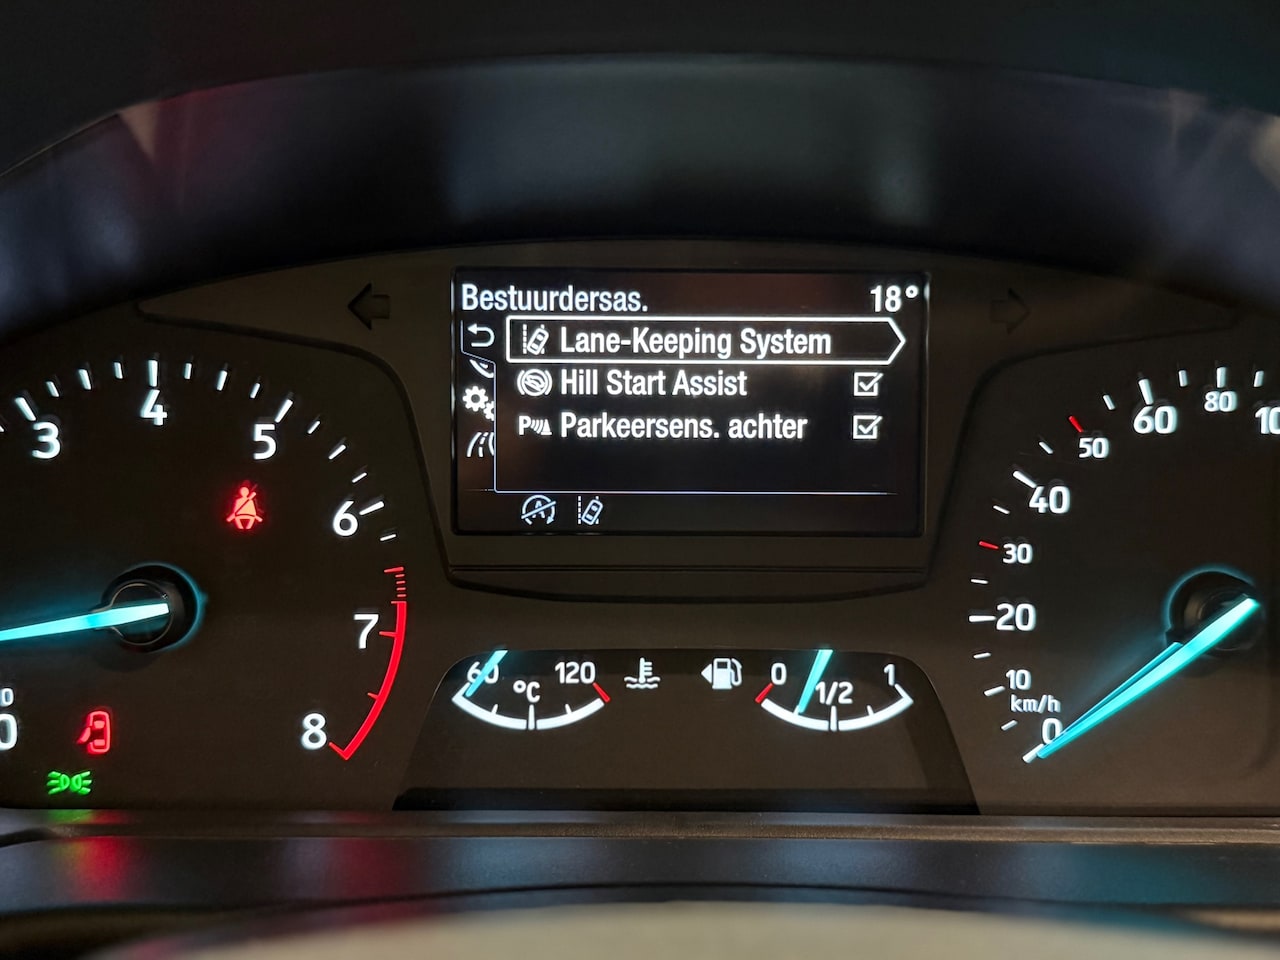 Bestuurdersas. 18°
Lane-Keeping System
Hill Start Assist
P Parkeersens. achter
A
3 4 5 6 7 8
0
60 °C 120
0 1/2 1
0 10 20 30 40 50 60 80
km/h